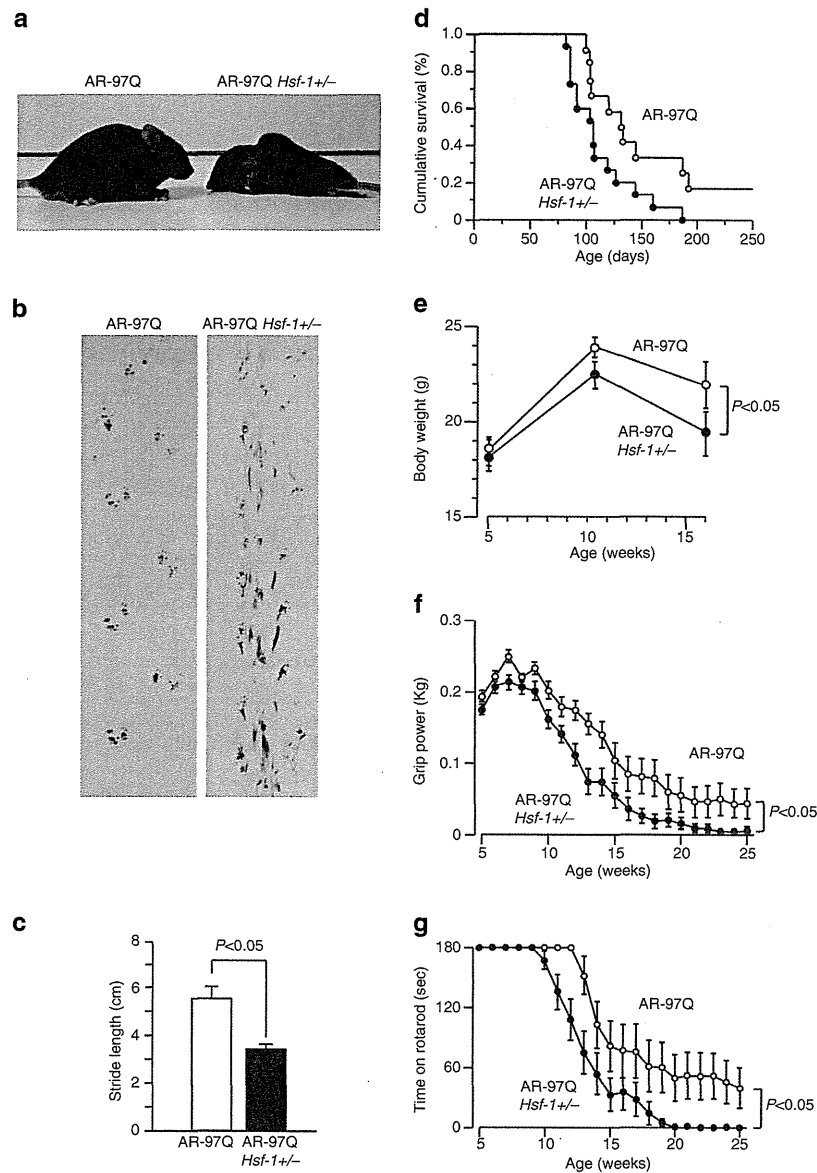 a
AR-97Q
AR-97Q Hsf-1+/–
b
AR-97Q
AR-97Q Hsf-1+/–
c
Stride length (cm)
8
6
4
2
0
P<0.05
AR-97Q
AR-97Q
Hsf-1+/–
d
Cumulative survival (%)
1.0
0.8
0.6
0.4
0.2
0
AR-97Q
AR-97Q
Hsf-1+/–
0
50
100
150
200
250
Age (days)
e
Body weight (g)
25
20
15
AR-97Q
AR-97Q
Hsf-1+/–
P<0.05
5
10
15
Age (weeks)
f
Grip power (Kg)
0.3
0.2
0.1
0
AR-97Q
AR-97Q
Hsf-1+/–
P<0.05
5
10
15
20
25
Age (weeks)
g
Time on rotarod (sec)
180
120
60
0
AR-97Q
AR-97Q
Hsf-1+/–
P<0.05
5
10
15
20
25
Age (weeks)